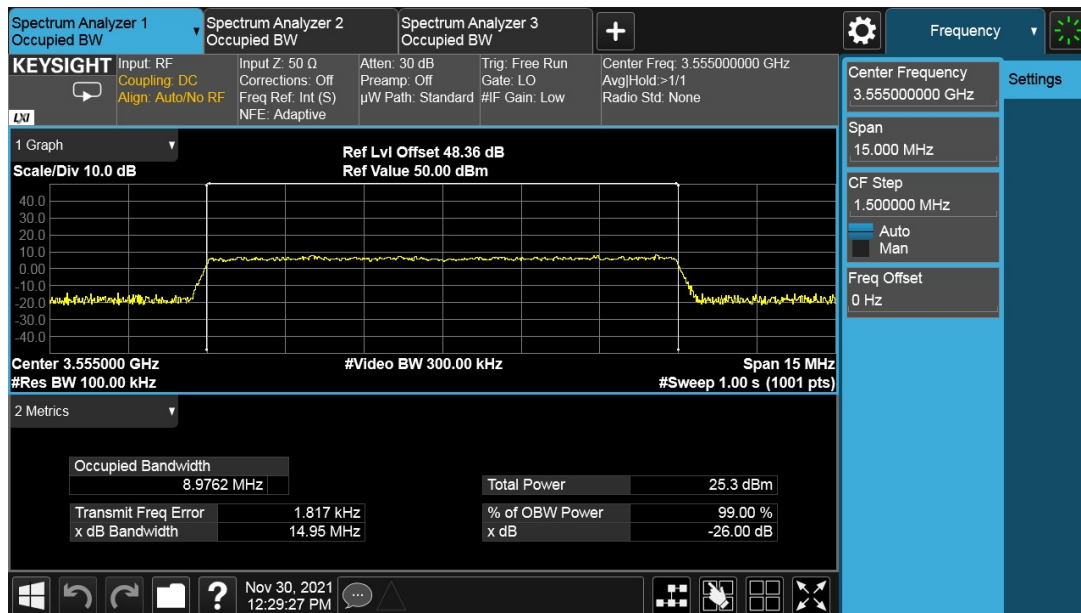 Spectrum Analyzer 1
Occupied BW
Spectrum Analyzer 2
Occupied BW
Spectrum Analyzer 3
Occupied BW
+
Frequency
KEYSIGHT
LXI
Input: RF
Coupling: DC
Align: Auto/No RF
Input Z: 50 Ω
Corrections: Off
Freq Ref: Int (S)
NFE: Adaptive
Atten: 30 dB
Preamp: Off
µW Path: Standard
Trig: Free Run
Gate: LO
#IF Gain: Low
Center Freq: 3.555000000 GHz
Avg|Hold:>1/1
Radio Std: None
Center Frequency
3.555000000 GHz
Settings
Span
15.000 MHz
CF Step
1.500000 MHz
Auto
Man
Freq Offset
0 Hz
1 Graph
Scale/Div 10.0 dB
Ref Lvl Offset 48.36 dB
Ref Value 50.00 dBm
40.0
30.0
20.0
10.0
0.00
-10.0
-20.0
-30.0
-40.0
Center 3.555000 GHz
#Video BW 300.00 kHz
Span 15 MHz
#Res BW 100.00 kHz
#Sweep 1.00 s (1001 pts)
2 Metrics
Occupied Bandwidth
8.9762 MHz
Total Power 25.3 dBm
Transmit Freq Error 1.817 kHz
% of OBW Power 99.00 %
x dB Bandwidth 14.95 MHz
x dB -26.00 dB
?
Nov 30, 2021
12:29:27 PM